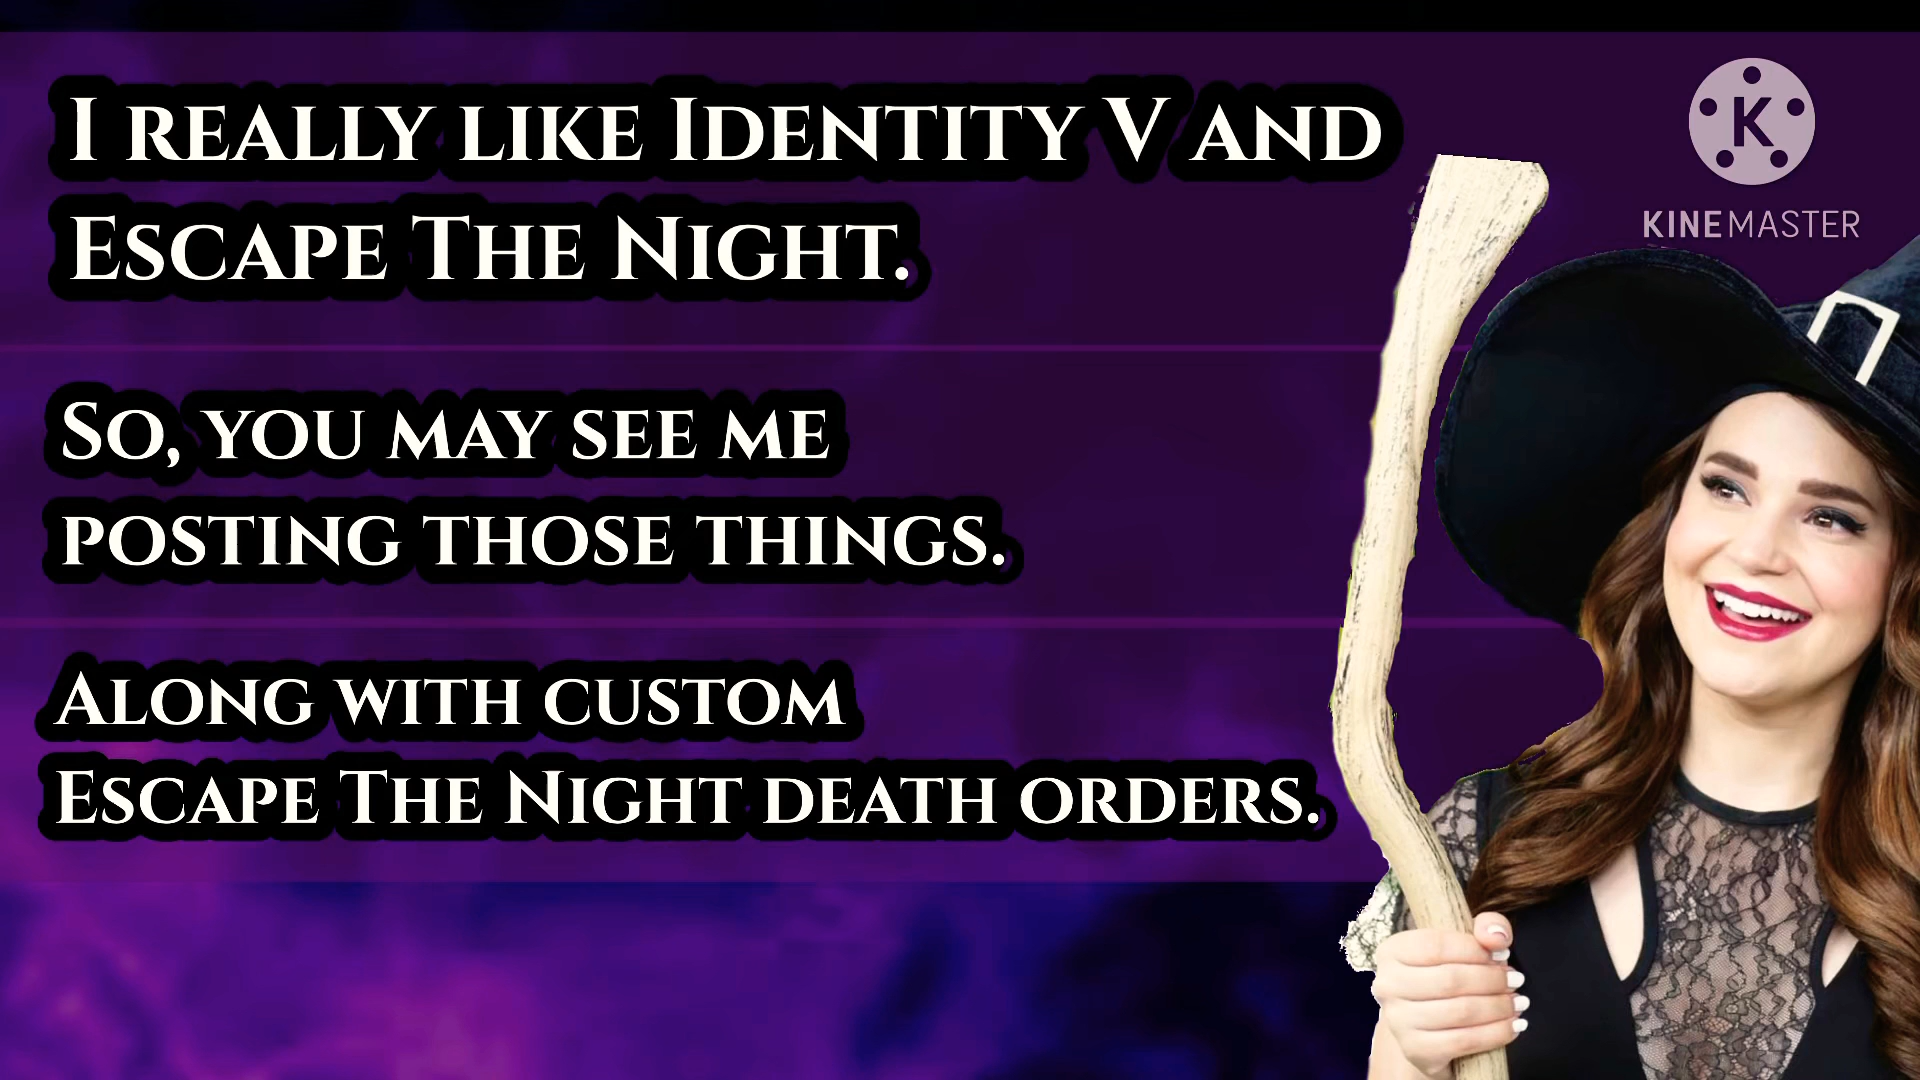 I really like Identity V and
Escape The Night.
K
KINEMASTER
So, you may see me
posting those things.
Along with custom
Escape The Night death orders.